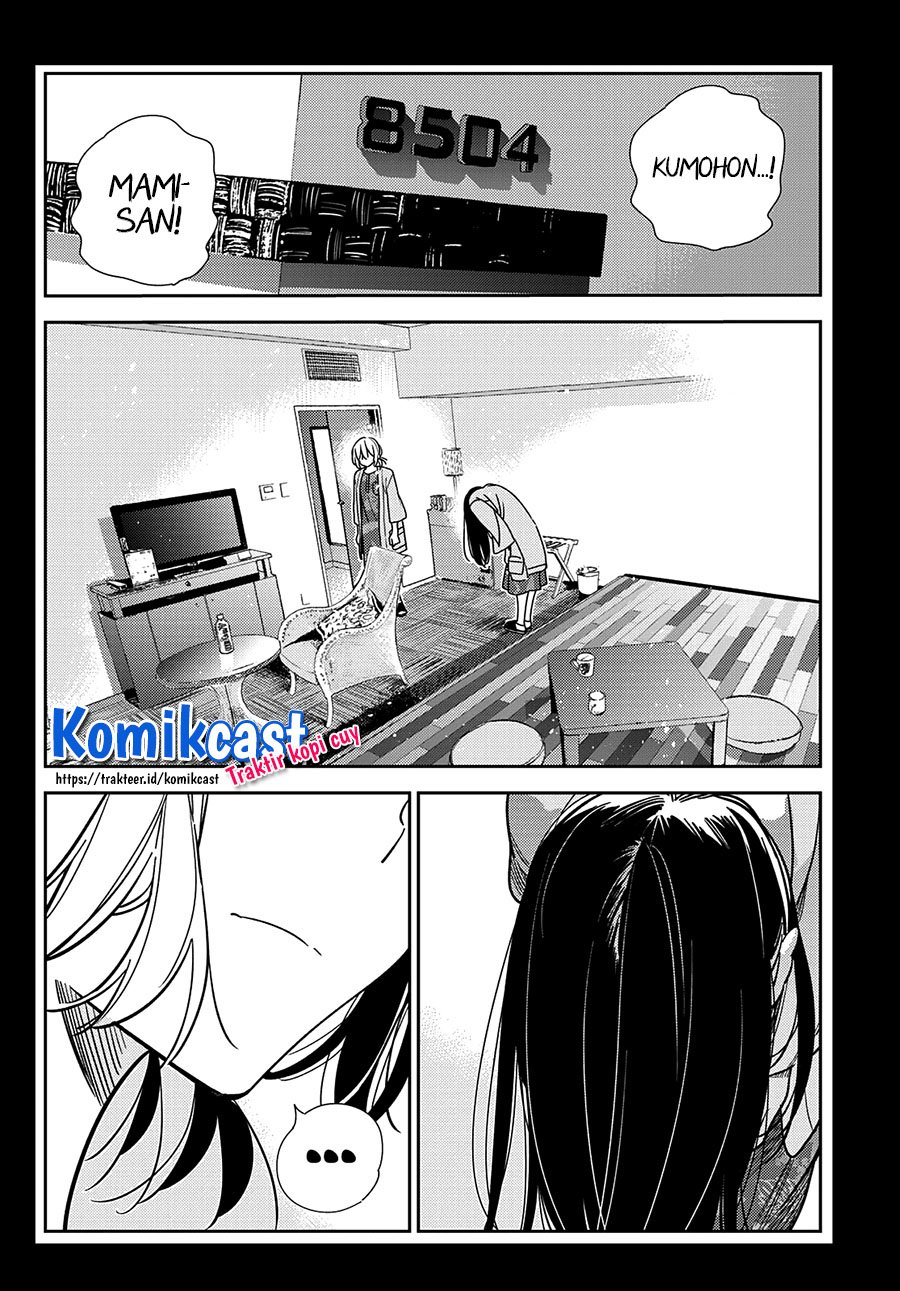 8504
KUMOHON...!
MAMI-
SAN!
Komikcast
Traktir kopi cuy
https://trakteer.id/komikcast
...